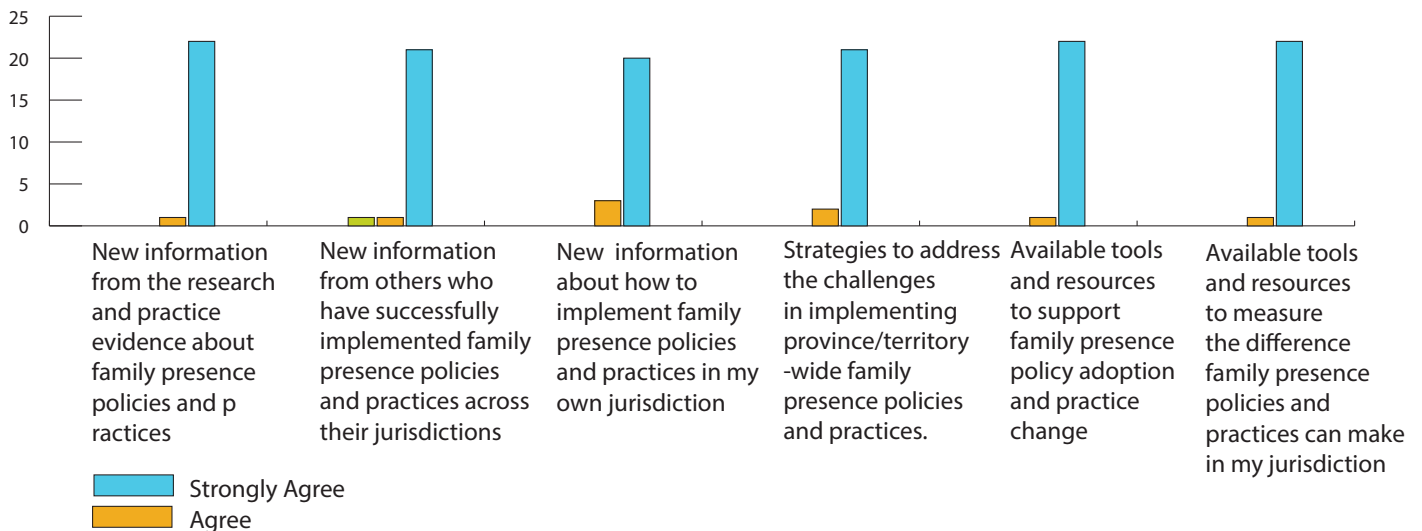 25
20
15
10
5
0
New information
from the research
and practice
evidence about
family presence
policies and p
ractices
New information
from others who
have successfully
implemented family
presence policies
and practices across
their jurisdictions
New information
about how to
implement family
presence policies
and practices in my
own jurisdiction
Strategies to address
the challenges
in implementing
province/territory
-wide family
presence policies
and practices.
Available tools
and resources
to support
family presence
policy adoption
and practice
change
Available tools
and resources
to measure
the difference
family presence
policies and
practices can make
in my jurisdiction
Strongly Agree
Agree